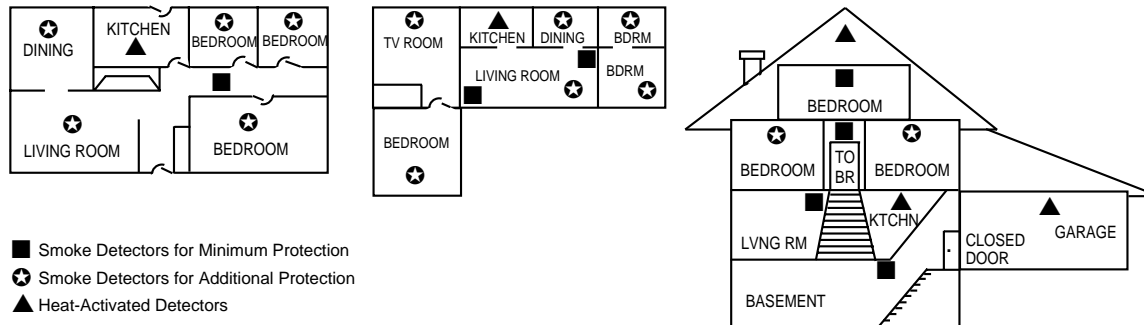 DINING
KITCHEN
BEDROOM
BEDROOM
LIVING ROOM
BEDROOM
TV ROOM
KITCHEN
DINING
BDRM
LIVING ROOM
BDRM
BEDROOM
BEDROOM
BEDROOM
TO
BR
BEDROOM
LVNG RM
KTCHN
CLOSED
DOOR
GARAGE
BASEMENT
Smoke Detectors for Minimum Protection
Smoke Detectors for Additional Protection
Heat-Activated Detectors